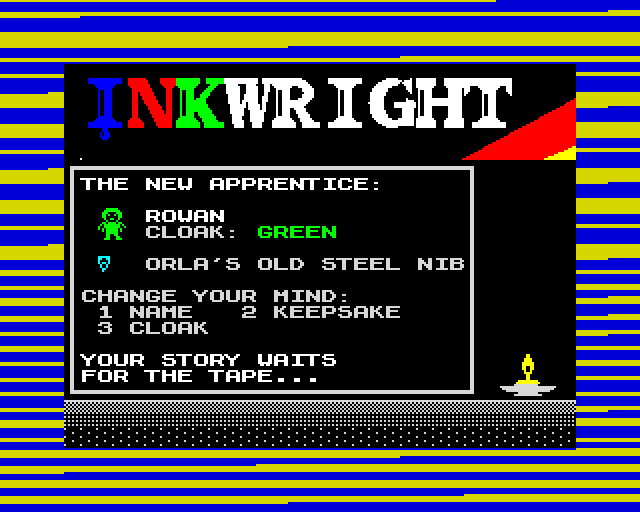 INKWRIGHT
THE NEW APPRENTICE:
ROWAN
CLOAK: GREEN
ORLA'S OLD STEEL NIB
CHANGE YOUR MIND:
1 NAME 2 KEEPSAKE
3 CLOAK
YOUR STORY WAITS
FOR THE TAPE...